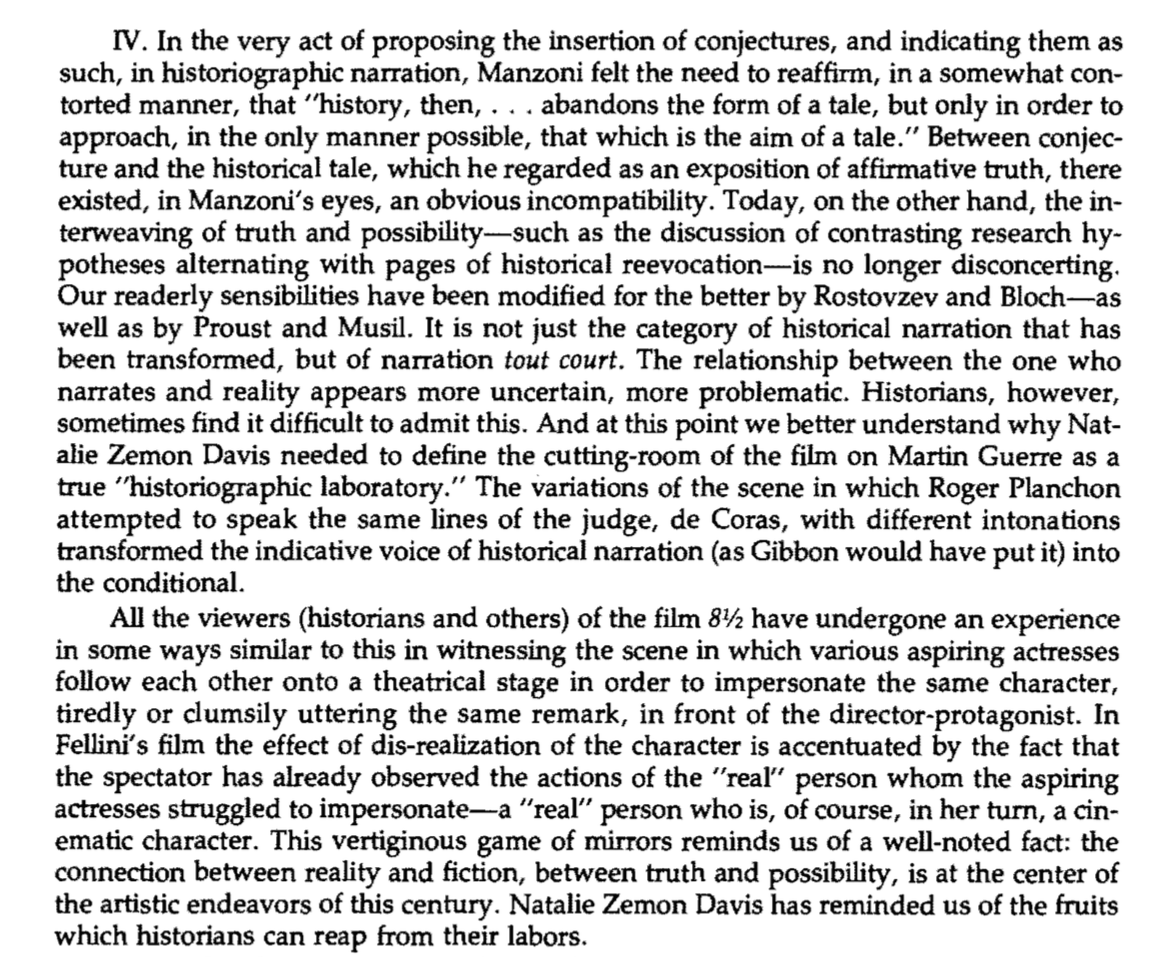 IV. In the very act of proposing the insertion of conjectures, and indicating them as
such, in historiographic narration, Manzoni felt the need to reaffirm, in a somewhat con-
torted manner, that "history, then, . . . abandons the form of a tale, but only in order to
approach, in the only manner possible, that which is the aim of a tale." Between conjec-
ture and the historical tale, which he regarded as an exposition of affirmative truth, there
existed, in Manzoni's eyes, an obvious incompatibility. Today, on the other hand, the in-
terweaving of truth and possibility—such as the discussion of contrasting research hy-
potheses alternating with pages of historical reevocation—is no longer disconcerting.
Our readerly sensibilities have been modified for the better by Rostovzev and Bloch—as
well as by Proust and Musil. It is not just the category of historical narration that has
been transformed, but of narration tout court. The relationship between the one who
narrates and reality appears more uncertain, more problematic. Historians, however,
sometimes find it difficult to admit this. And at this point we better understand why Nat-
alie Zemon Davis needed to define the cutting-room of the film on Martin Guerre as a
true "historiographic laboratory." The variations of the scene in which Roger Planchon
attempted to speak the same lines of the judge, de Coras, with different intonations
transformed the indicative voice of historical narration (as Gibbon would have put it) into
the conditional.
All the viewers (historians and others) of the film 8½ have undergone an experience
in some ways similar to this in witnessing the scene in which various aspiring actresses
follow each other onto a theatrical stage in order to impersonate the same character,
tiredly or clumsily uttering the same remark, in front of the director-protagonist. In
Fellini's film the effect of dis-realization of the character is accentuated by the fact that
the spectator has already observed the actions of the "real" person whom the aspiring
actresses struggled to impersonate—a "real" person who is, of course, in her turn, a cin-
ematic character. This vertiginous game of mirrors reminds us of a well-noted fact: the
connection between reality and fiction, between truth and possibility, is at the center of
the artistic endeavors of this century. Natalie Zemon Davis has reminded us of the fruits
which historians can reap from their labors.